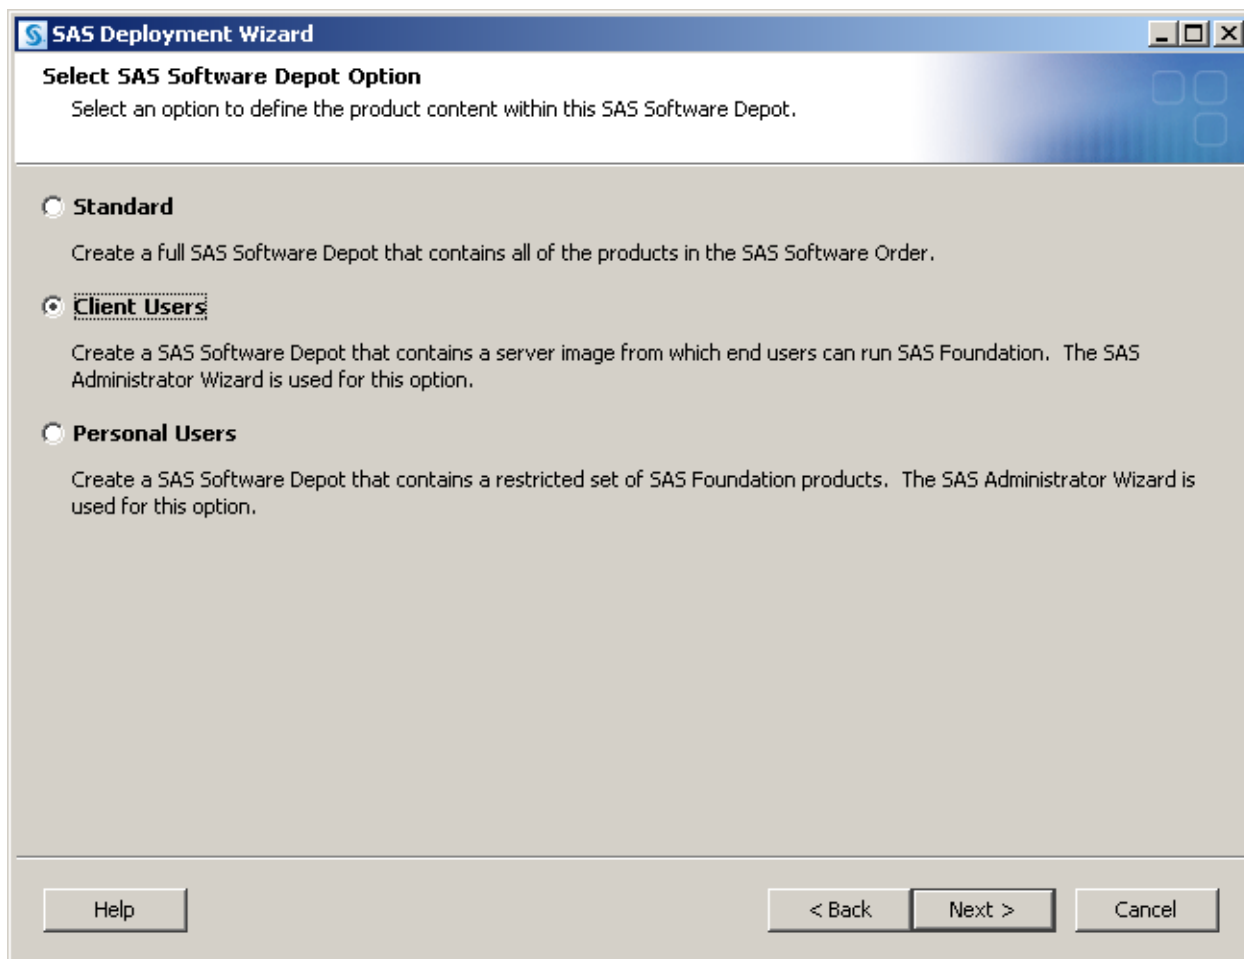 SAS Deployment Wizard
Select SAS Software Depot Option
Select an option to define the product content within this SAS Software Depot.
Standard
Create a full SAS Software Depot that contains all of the products in the SAS Software Order.
Client Users
Create a SAS Software Depot that contains a server image from which end users can run SAS Foundation.  The SAS
Administrator Wizard is used for this option.
Personal Users
Create a SAS Software Depot that contains a restricted set of SAS Foundation products.  The SAS Administrator Wizard is
used for this option.
Help
< Back
Next >
Cancel